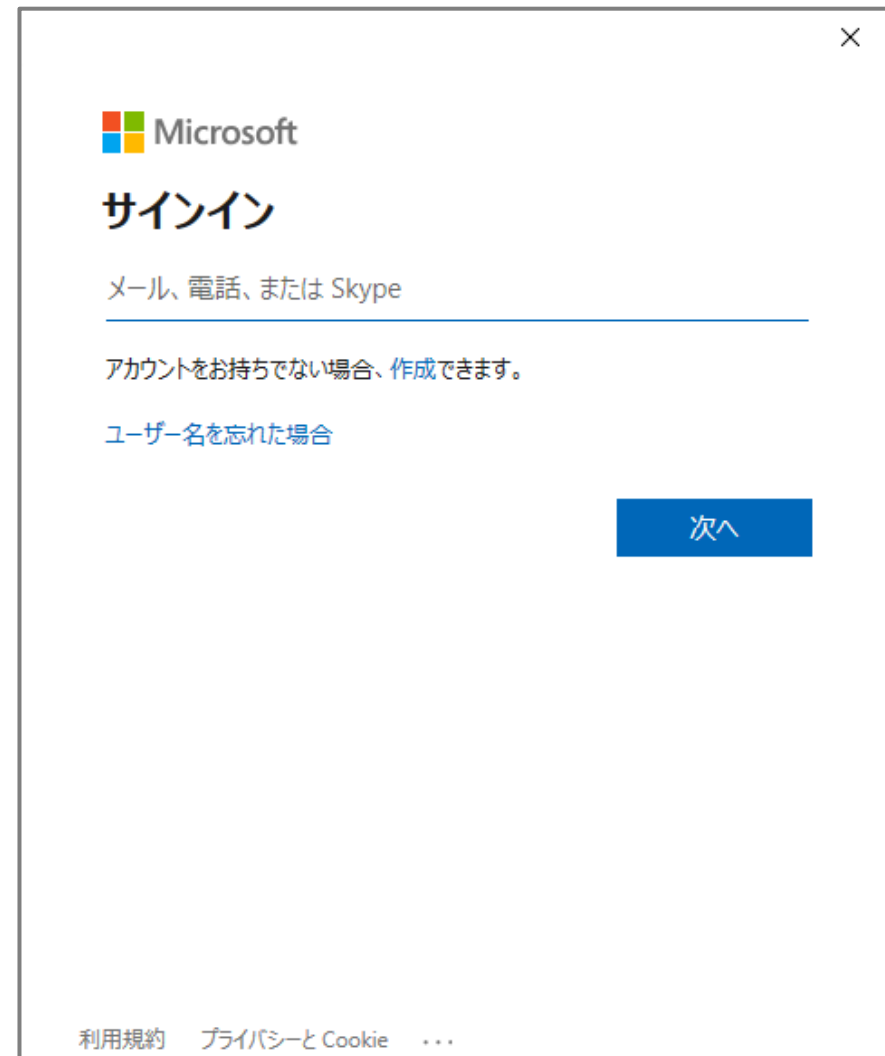 Microsoft
サインイン
メール、電話、または Skype
アカウントをお持ちでない場合、作成できます。
ユーザー名を忘れた場合
次へ
利用規約 プライバシーと Cookie ...